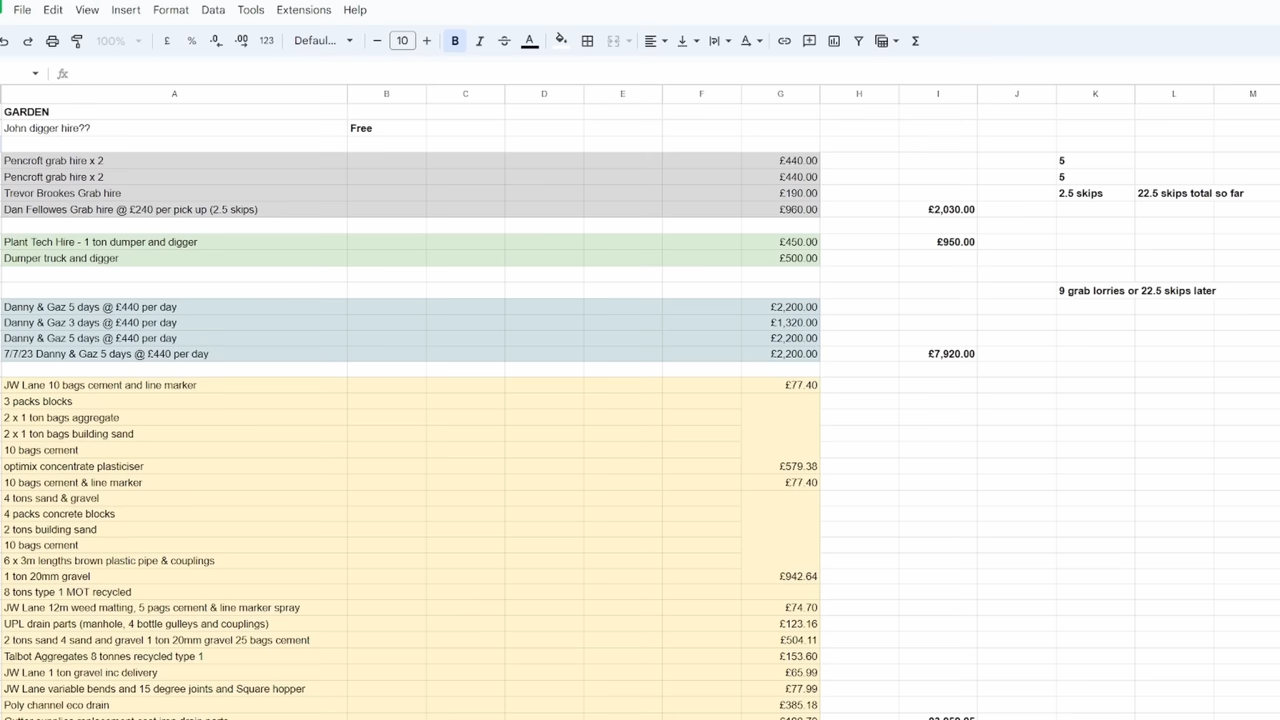 File Edit View Insert Format Data Tools Extensions Help
100% £ % .0 .00 123 Defaul... − 10 + B I A Σ
fx
A B C D E F G H I J K L M
GARDEN
John digger hire?? Free
Pencroft grab hire x 2 £440.00 5
Pencroft grab hire x 2 £440.00 5
Trevor Brookes Grab hire £190.00 2.5 skips 22.5 skips total so far
Dan Fellowes Grab hire @ £240 per pick up (2.5 skips) £960.00 £2,030.00
Plant Tech Hire - 1 ton dumper and digger £450.00 £950.00
Dumper truck and digger £500.00
9 grab lorries or 22.5 skips later
Danny & Gaz 5 days @ £440 per day £2,200.00
Danny & Gaz 3 days @ £440 per day £1,320.00
Danny & Gaz 5 days @ £440 per day £2,200.00
7/7/23 Danny & Gaz 5 days @ £440 per day £2,200.00 £7,920.00
JW Lane 10 bags cement and line marker £77.40
3 packs blocks
2 x 1 ton bags aggregate
2 x 1 ton bags building sand
10 bags cement
optimix concentrate plasticiser £579.38
10 bags cement & line marker £77.40
4 tons sand & gravel
4 packs concrete blocks
2 tons building sand
10 bags cement
6 x 3m lengths brown plastic pipe & couplings
1 ton 20mm gravel £942.64
8 tons type 1 MOT recycled
JW Lane 12m weed matting, 5 pags cement & line marker spray £74.70
UPL drain parts (manhole, 4 bottle gulleys and couplings) £123.16
2 tons sand 4 sand and gravel 1 ton 20mm gravel 25 bags cement £504.11
Talbot Aggregates 8 tonnes recycled type 1 £153.60
JW Lane 1 ton gravel inc delivery £65.99
JW Lane variable bends and 15 degree joints and Square hopper £77.99
Poly channel eco drain £385.18